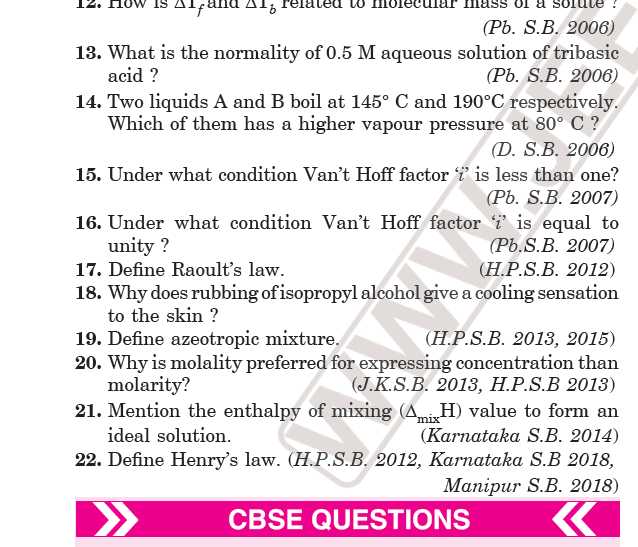 12. How is ΔTf and ΔTb related to molecular mass of a solute ?
(Pb. S.B. 2006)
13. What is the normality of 0.5 M aqueous solution of tribasic
acid ? (Pb. S.B. 2006)
14. Two liquids A and B boil at 145° C and 190°C respectively.
Which of them has a higher vapour pressure at 80° C ?
(D. S.B. 2006)
15. Under what condition Van't Hoff factor 'i' is less than one?
(Pb. S.B. 2007)
16. Under what condition Van't Hoff factor 'i' is equal to
unity ? (Pb.S.B. 2007)
17. Define Raoult's law. (H.P.S.B. 2012)
18. Why does rubbing of isopropyl alcohol give a cooling sensation
to the skin ?
19. Define azeotropic mixture. (H.P.S.B. 2013, 2015)
20. Why is molality preferred for expressing concentration than
molarity? (J.K.S.B. 2013, H.P.S.B 2013)
21. Mention the enthalpy of mixing (ΔmixH) value to form an
ideal solution. (Karnataka S.B. 2014)
22. Define Henry's law. (H.P.S.B. 2012, Karnataka S.B 2018,
Manipur S.B. 2018)
CBSE QUESTIONS
WWW.JEE